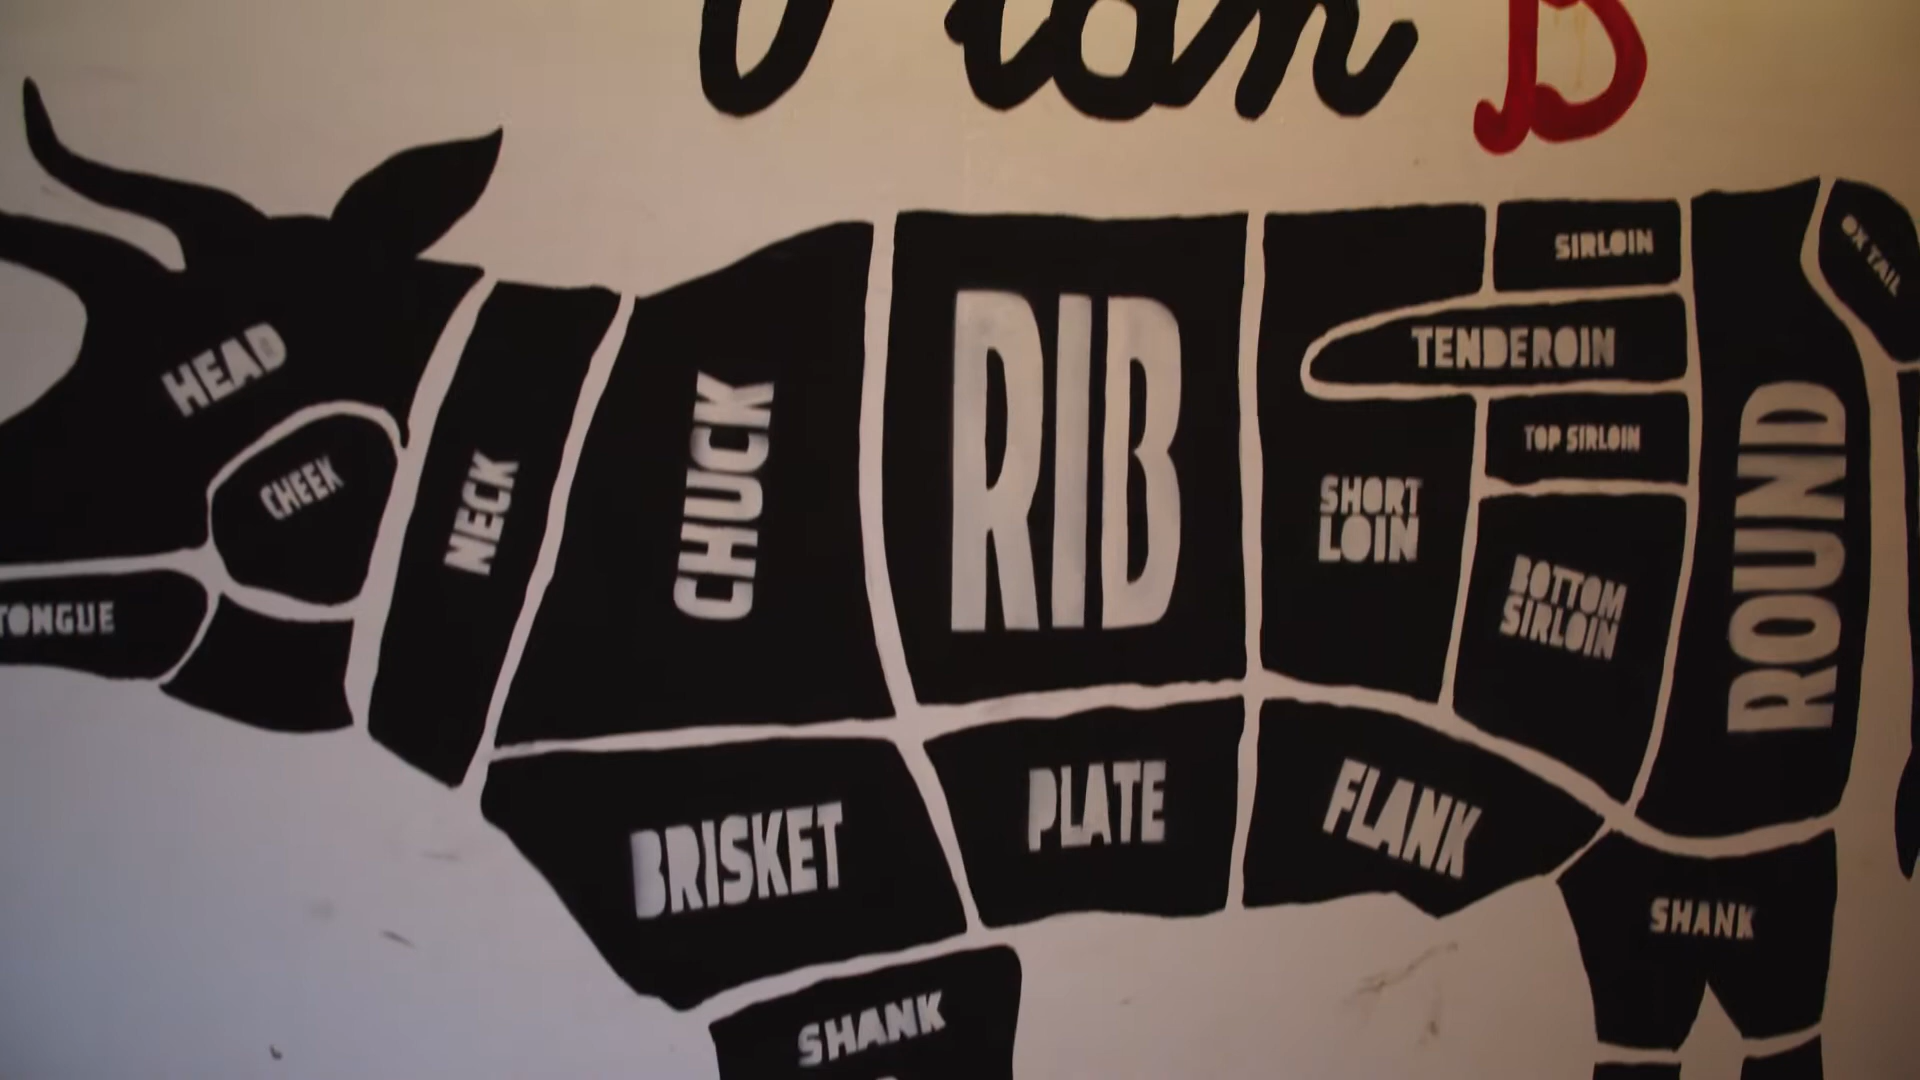 Plan B
HEAD
CHEEK
TONGUE
NECK
CHUCK
RIB
SHORT
LOIN
SIRLOIN
TENDEROIN
TOP SIRLOIN
BOTTOM
SIRLOIN
ROUND
OX TAIL
BRISKET
PLATE
FLANK
SHANK
SHANK